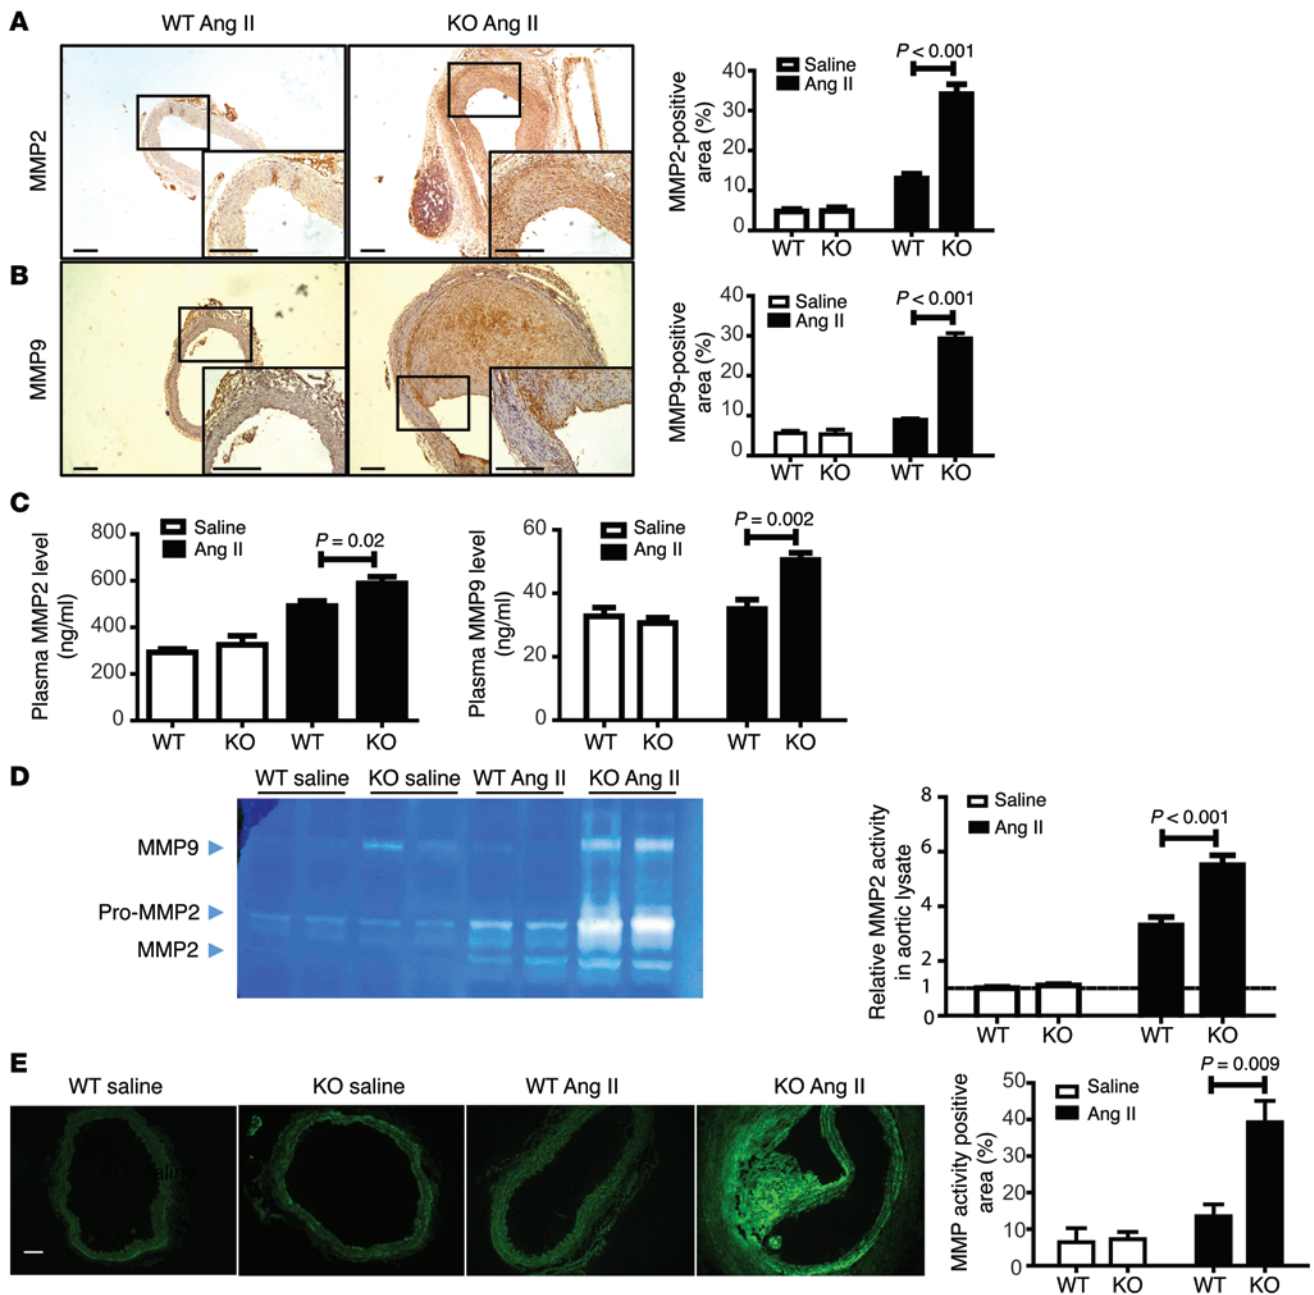 A
WT Ang II
KO Ang II
MMP2
Saline
Ang II
P < 0.001
MMP2-positive
area (%)
40
30
20
10
0
WT
KO
WT
KO
B
MMP9
Saline
Ang II
P < 0.001
MMP9-positive
area (%)
40
30
20
10
0
WT
KO
WT
KO
C
Saline
Ang II
P = 0.02
Plasma MMP2 level
(ng/ml)
800
600
400
200
0
WT
KO
WT
KO
Saline
Ang II
P = 0.002
Plasma MMP9 level
(ng/ml)
60
40
20
0
WT
KO
WT
KO
D
WT saline
KO saline
WT Ang II
KO Ang II
MMP9
Pro-MMP2
MMP2
Saline
Ang II
P < 0.001
Relative MMP2 activity
in aortic lysate
8
6
4
2
1
0
WT
KO
WT
KO
E
WT saline
KO saline
WT Ang II
KO Ang II
WT Saline
Saline
Ang II
P = 0.009
MMP activity positive
area (%)
50
40
30
20
10
0
WT
KO
WT
KO